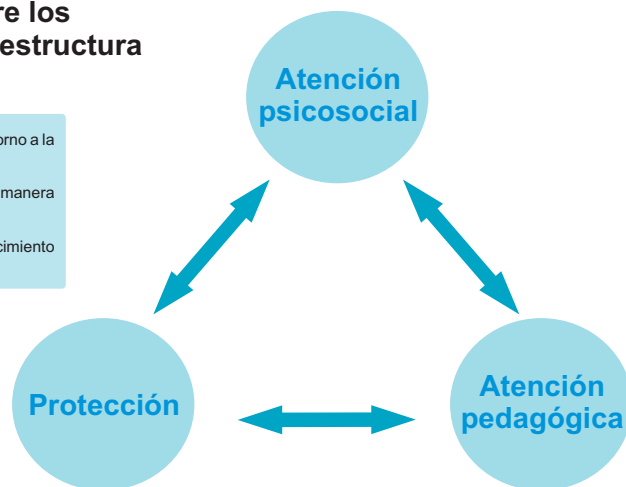 re los
estructura
orno a la
manera
cimiento
Atención
psicosocial
Protección
Atención
pedagógica